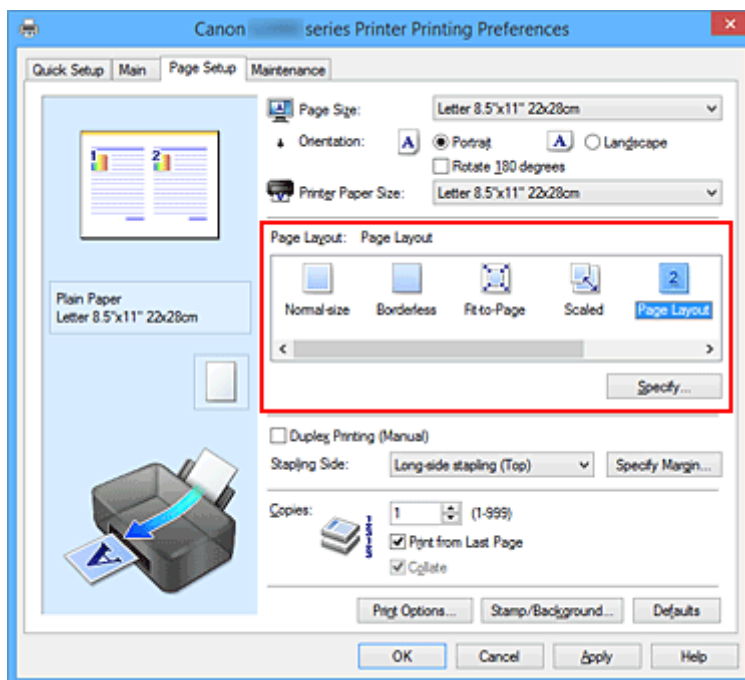 Canon series Printer Printing Preferences
Quick Setup Main Page Setup Maintenance
Page Size: Letter 8.5"x11" 22x28cm
Orientation: A Portrait A Landscape
Rotate 180 degrees
Printer Paper Size: Letter 8.5"x11" 22x28cm
1 2
Page Layout: Page Layout
2
Normal-size Borderless Fit-to-Page Scaled Page Layout
Plain Paper
Letter 8.5"x11" 22x28cm
Specify...
Duplex Printing (Manual)
Stapling Side: Long-side stapling (Top) Specify Margin...
Copies: 1 (1-999)
Print from Last Page
Collate
A
Print Options... Stamp/Background... Defaults
OK Cancel Apply Help